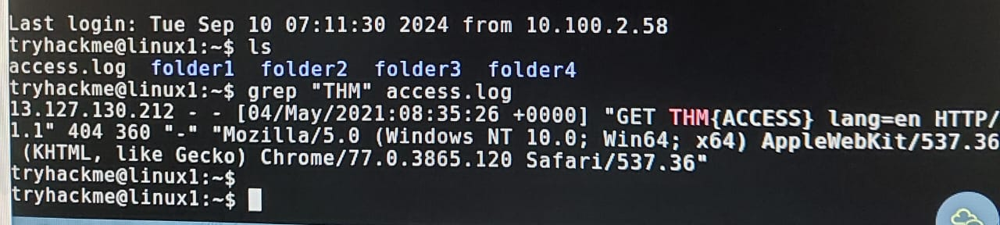 Last login: Tue Sep 10 07:11:30 2024 from 10.100.2.58
tryhackme@linux1:~$ ls
access.log  folder1  folder2  folder3  folder4
tryhackme@linux1:~$ grep "THM" access.log
13.127.130.212 - - [04/May/2021:08:35:26 +0000] "GET THM{ACCESS} lang=en HTTP/
1.1" 404 360 "-" "Mozilla/5.0 (Windows NT 10.0; Win64; x64) AppleWebKit/537.36
 (KHTML, like Gecko) Chrome/77.0.3865.120 Safari/537.36"
tryhackme@linux1:~$
tryhackme@linux1:~$